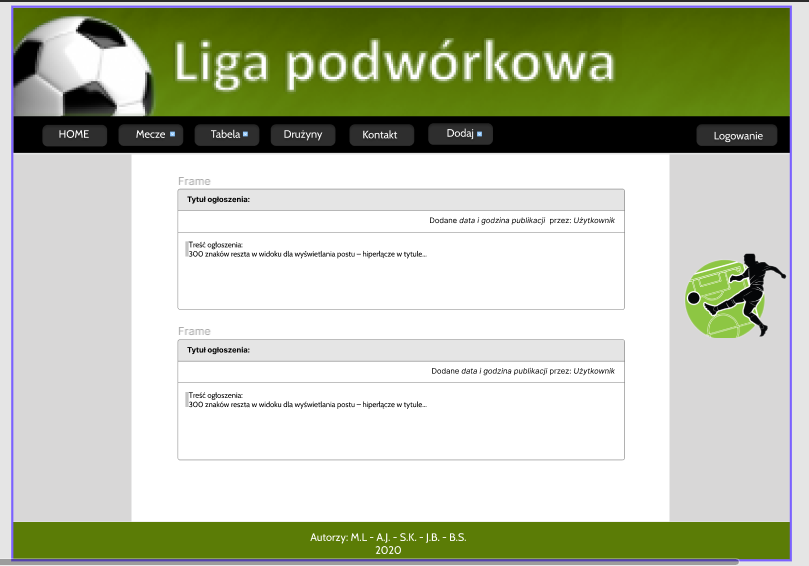 Liga podwórkowa
HOME Mecze Tabela Drużyny Kontakt Dodaj Logowanie
Frame
Tytuł ogłoszenia:
Dodane data i godzina publikacji przez: Użytkownik
Treść ogłoszenia:
300 znaków reszta w widoku dla wyświetlania postu – hiperłącze w tytule...
Frame
Tytuł ogłoszenia:
Dodane data i godzina publikacji przez: Użytkownik
Treść ogłoszenia:
300 znaków reszta w widoku dla wyświetlania postu – hiperłącze w tytule...
Autorzy: M.L - A.J. - S.K. - J.B. - B.S.
2020